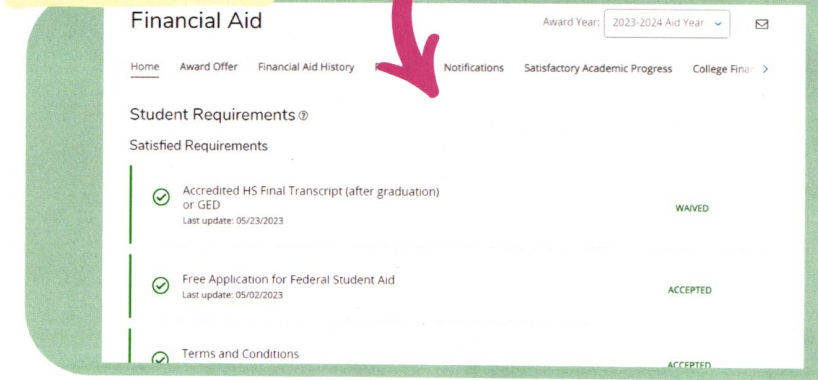 Financial Aid
Award Year: 2023-2024 Aid Year
Home Award Offer Financial Aid History Notifications Satisfactory Academic Progress College Finan
Student Requirements
Satisfied Requirements
Accredited HS Final Transcript (after graduation)
or GED
WAIVED
Last update: 05/23/2023
Free Application for Federal Student Aid
ACCEPTED
Last update: 05/02/2023
Terms and Conditions
ACCEPTED